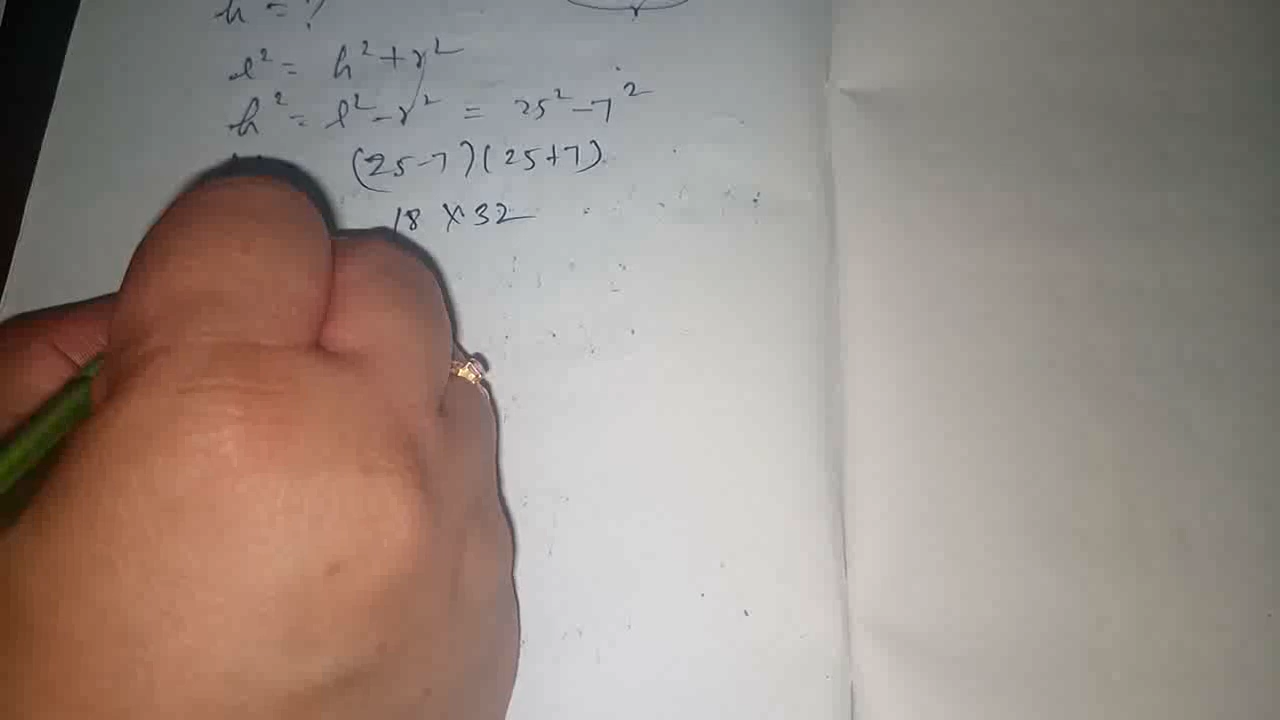 h = ?
r
l² = h² + r²
h² = l² - r² = 25² - 7²
(25-7)(25+7)
18 × 32